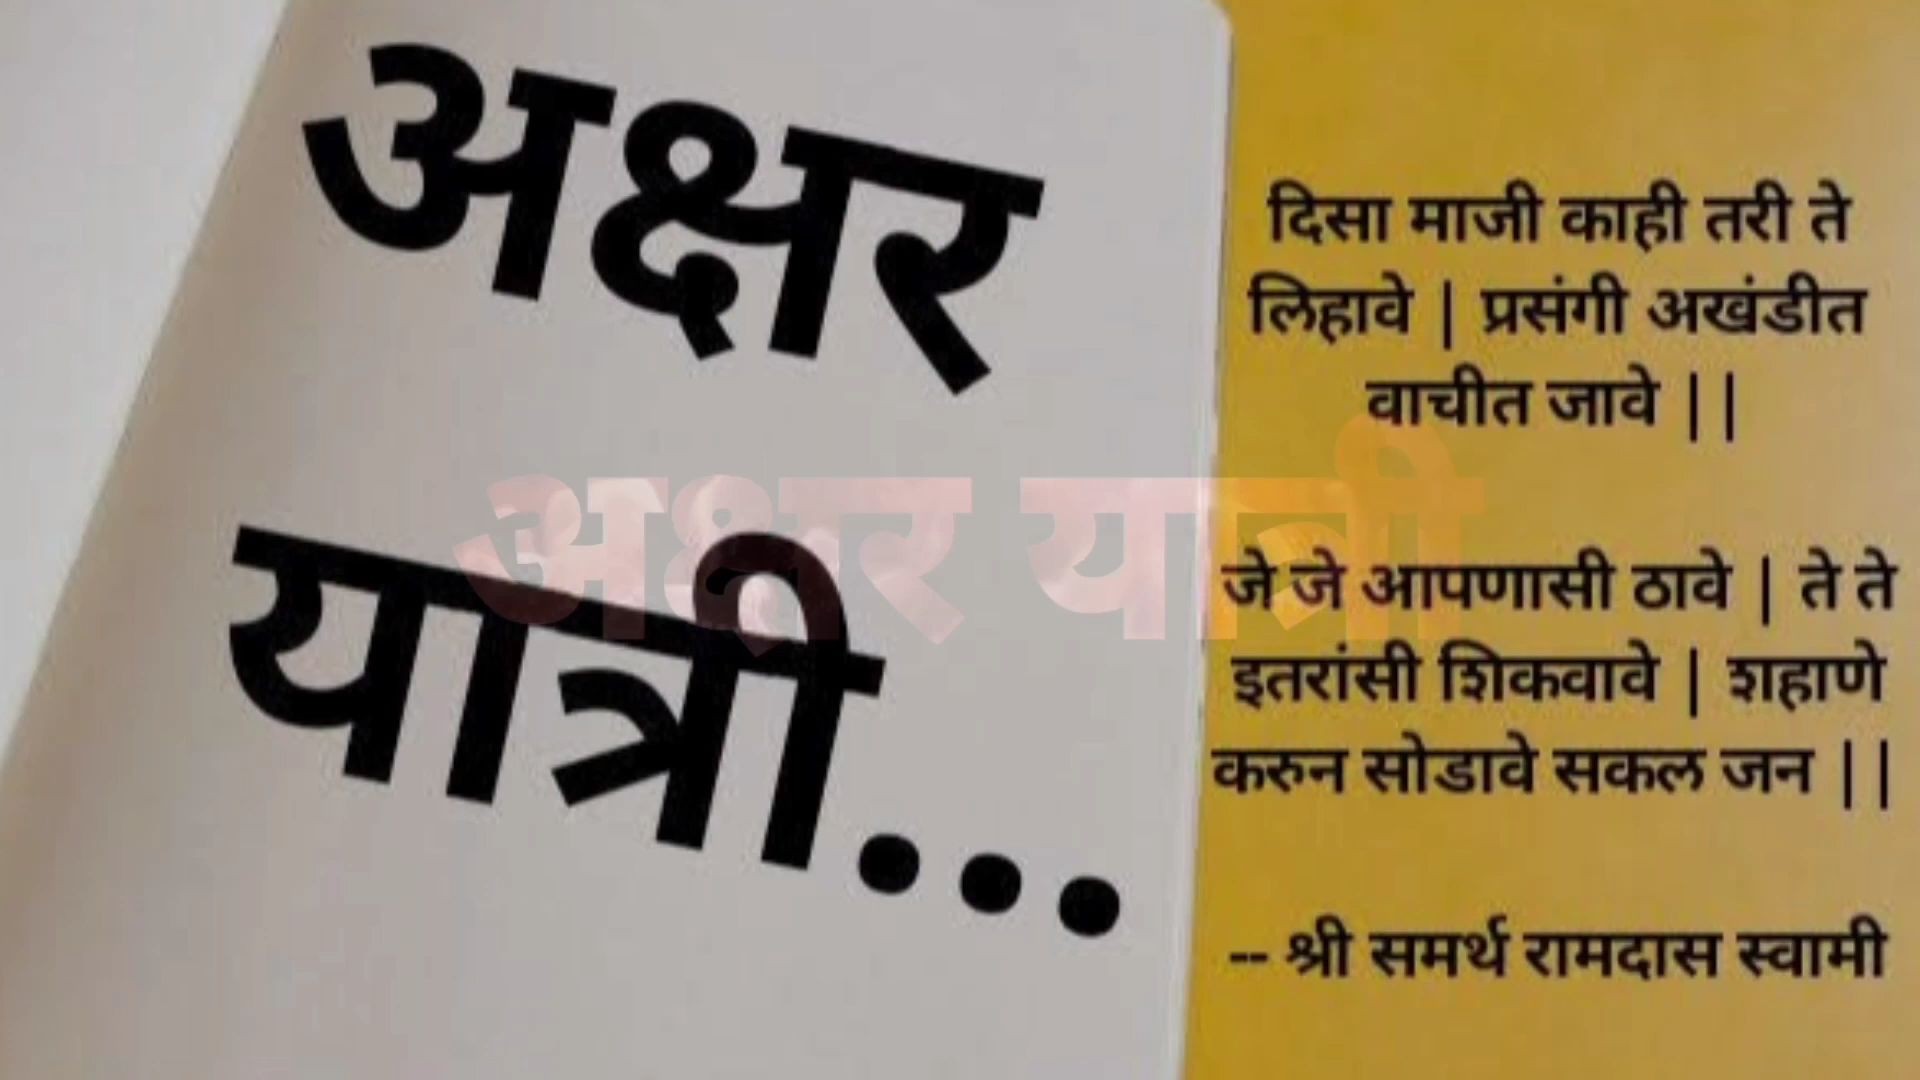 अक्षर
यात्री...
अक्षर यात्री
दिसा माजी काही तरी ते
लिहावे | प्रसंगी अखंडीत
वाचीत जावे ||
जे जे आपणासी ठावे | ते ते
इतरांसी शिकवावे | शहाणे
करुन सोडावे सकल जन ||
-- श्री समर्थ रामदास स्वामी